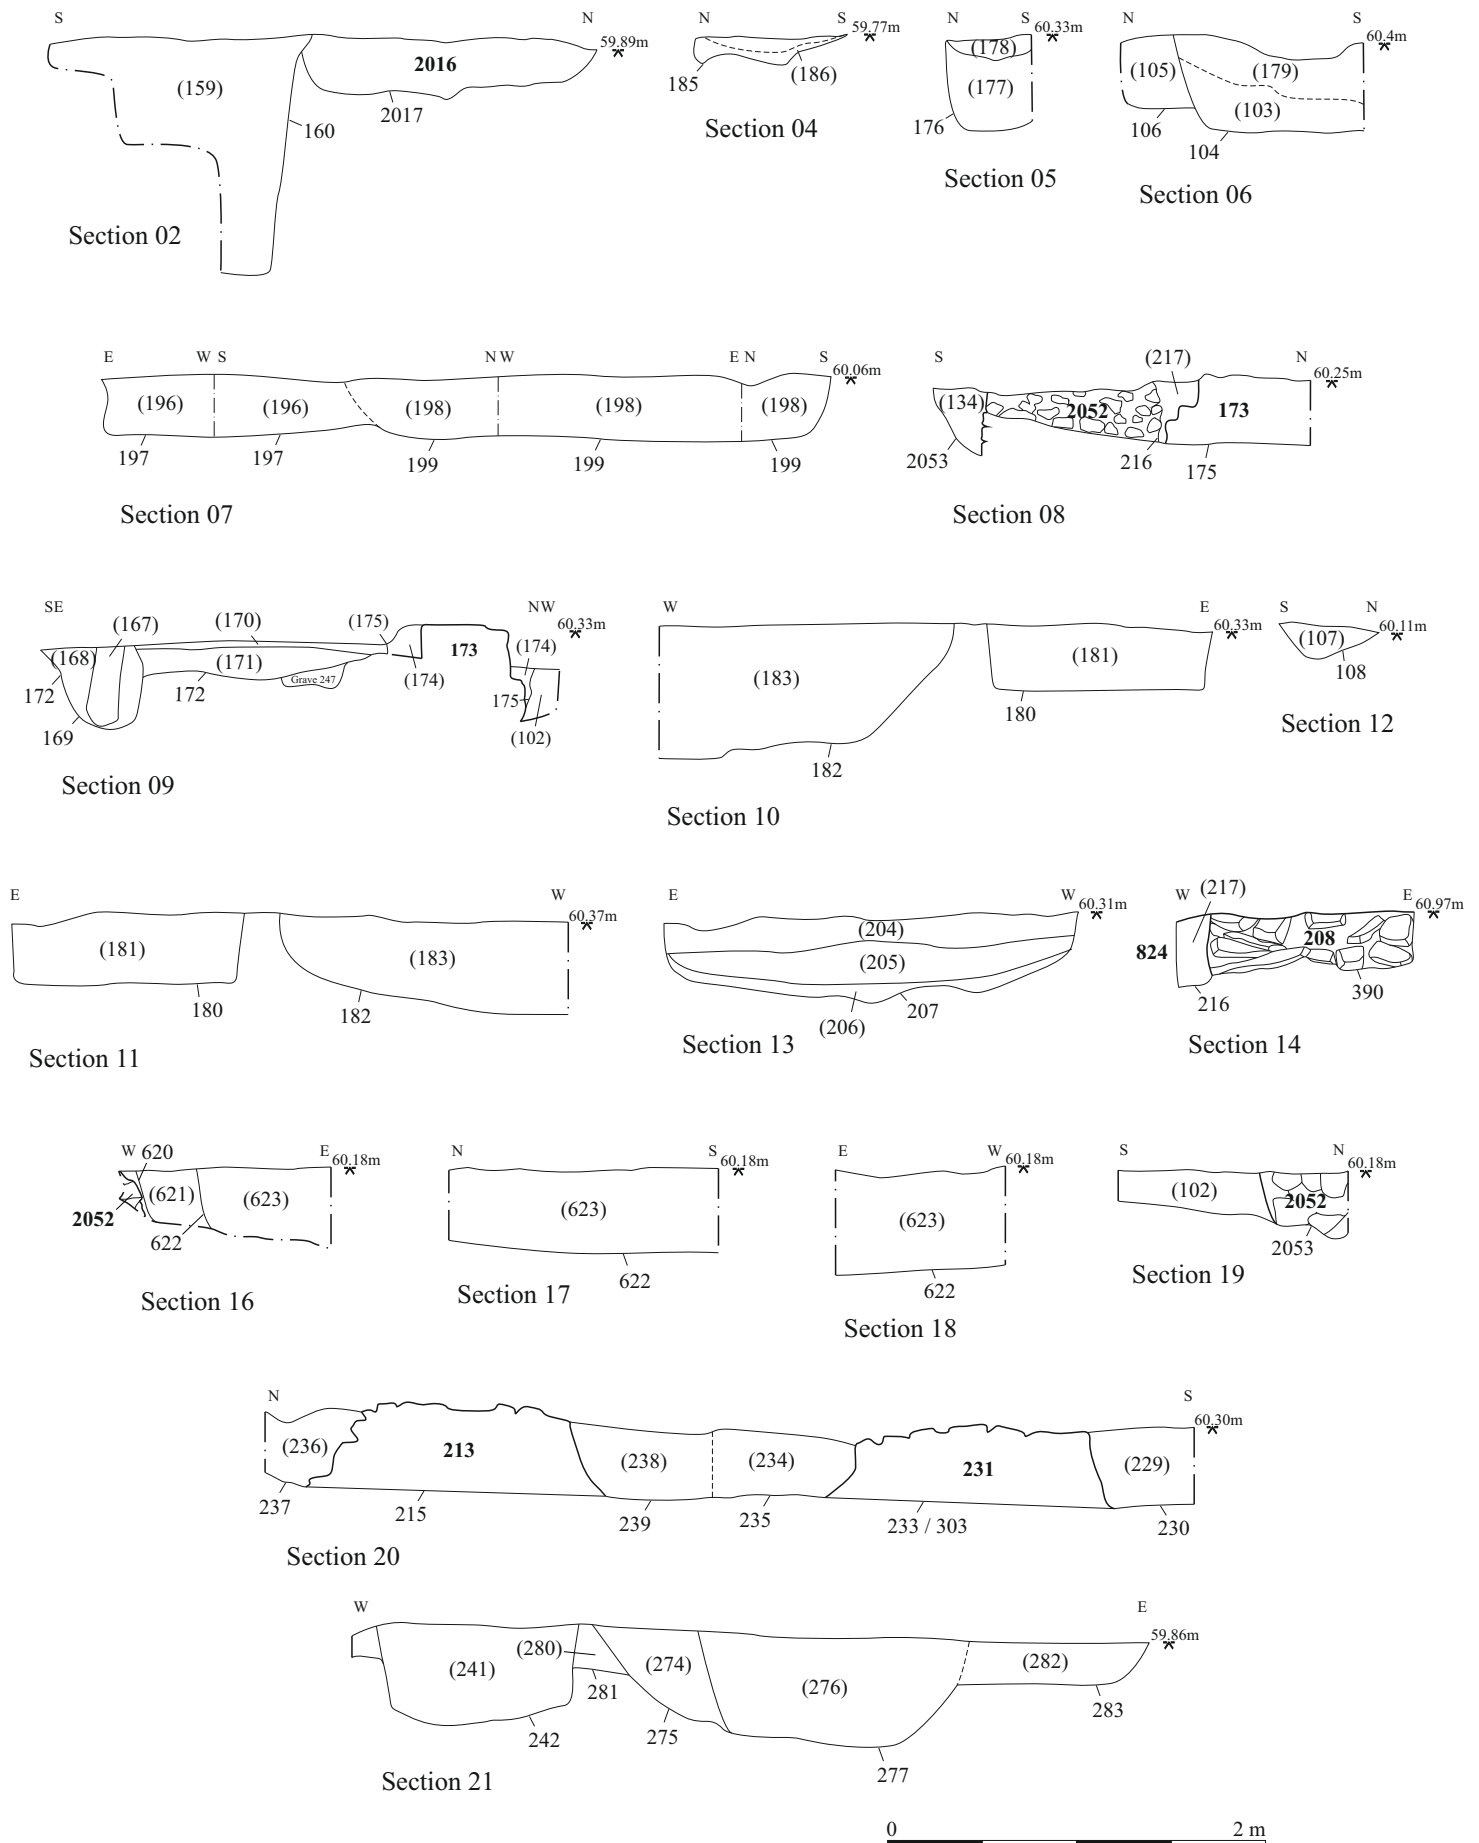 S N
59.89m
(159)
2016
2017
160
Section 02
N S
59.77m
185
(186)
Section 04
N S
60.33m
(178)
(177)
176
Section 05
N S
60.4m
(105)
(179)
(103)
106
104
Section 06
E W S N W E N S
60.06m
(196) (196) (198) (198) (198)
197 197 199 199 199
Section 07
S N
(217)
60.25m
(134)
2052
173
2053
216
175
Section 08
SE NW
60.33m
(167)
(170)
(175)
(168)
(171)
173
(174)
172
172
Grave 247
(174)
175
169
(102)
Section 09
W E
60.33m
(183)
(181)
180
182
Section 10
S N
60.11m
(107)
108
Section 12
E W
60.37m
(181)
(183)
180
182
Section 11
E W
60.31m
(204)
(205)
(206)
207
Section 13
W E
(217)
60.97m
824
208
216
390
Section 14
W E
620
60.18m
(621)
(623)
2052
622
Section 16
N S
60.18m
(623)
622
Section 17
E W
60.18m
(623)
622
Section 18
S N
60.18m
(102)
2052
2053
Section 19
N S
60.30m
(236)
213
(238)
(234)
231
(229)
237
215
239
235
233 / 303
230
Section 20
W E
59.86m
(280)
(241)
(274)
(276)
(282)
281
242
275
283
277
Section 21
0 2 m